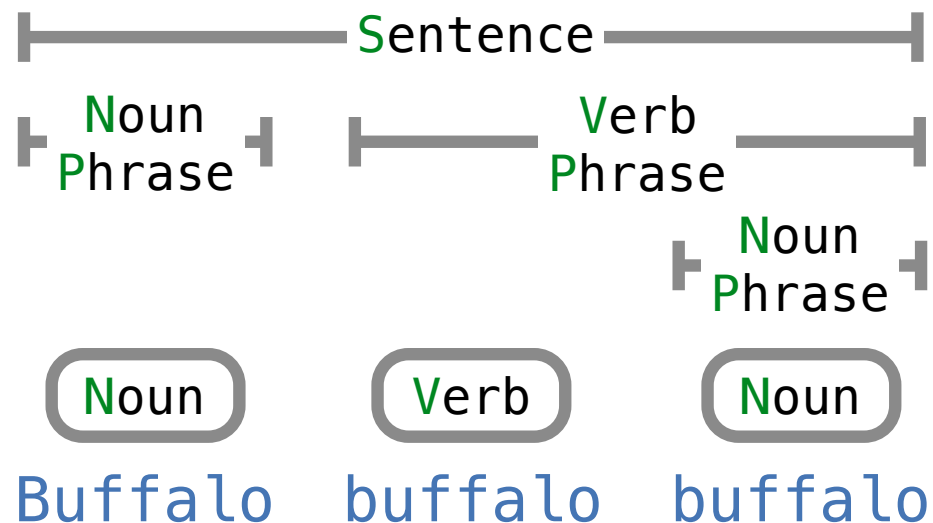 Sentence
Noun Phrase
Verb Phrase
Noun Phrase
Noun Verb Noun
Buffalo buffalo buffalo